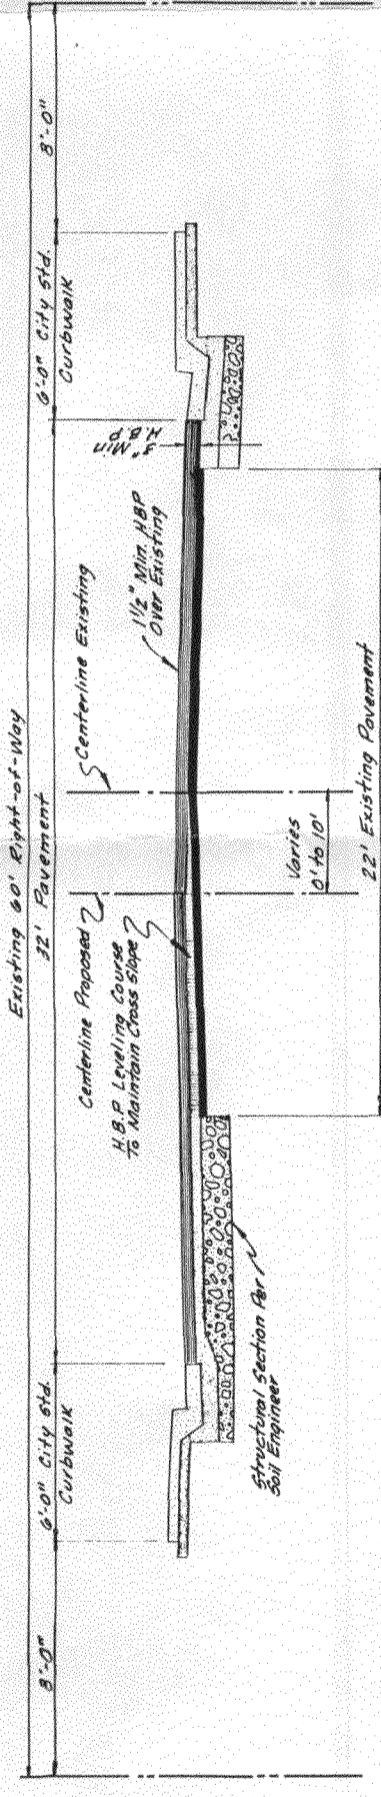 Existing 60' Right-of-Way
8'-0"
6'-0" City Std.
Curbwalk
32' Pavement
6'-0" City Std.
Curbwalk
8'-0"
Centerline Proposed
Centerline Existing
H.B.P Leveling Course
To Maintain Cross Slope
1 1/2" Min. HBP
Over Existing
3" Min
H.B.P
Structural Section Per
Soil Engineer
Varies
0' to 10'
22' Existing Pavement